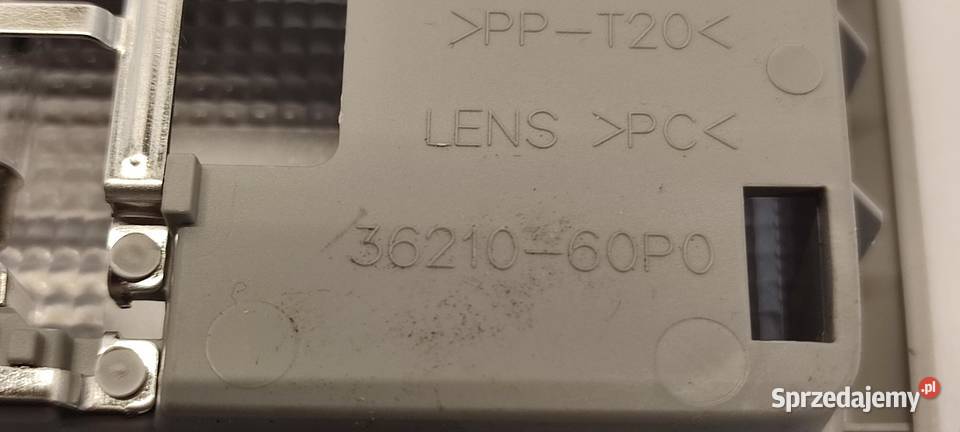 >PP-T20<
LENS >PC<
36210-60P0
Sprzedajemy.pl